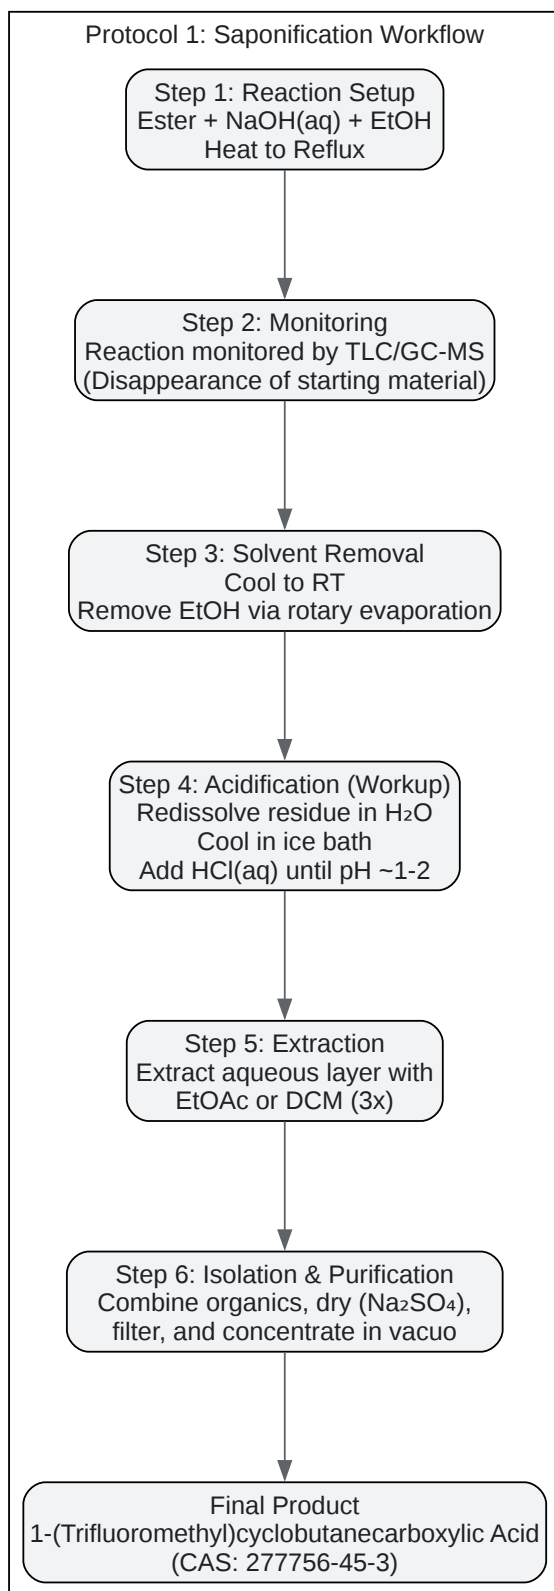 Protocol 1: Saponification Workflow
Step 1: Reaction Setup
Ester + NaOH(aq) + EtOH
Heat to Reflux
Step 2: Monitoring
Reaction monitored by TLC/GC-MS
(Disappearance of starting material)
Step 3: Solvent Removal
Cool to RT
Remove EtOH via rotary evaporation
Step 4: Acidification (Workup)
Redissolve residue in H₂O
Cool in ice bath
Add HCl(aq) until pH ~1-2
Step 5: Extraction
Extract aqueous layer with
EtOAc or DCM (3x)
Step 6: Isolation & Purification
Combine organics, dry (Na₂SO₄),
filter, and concentrate in vacuo
Final Product
1-(Trifluoromethyl)cyclobutanecarboxylic Acid
(CAS: 277756-45-3)